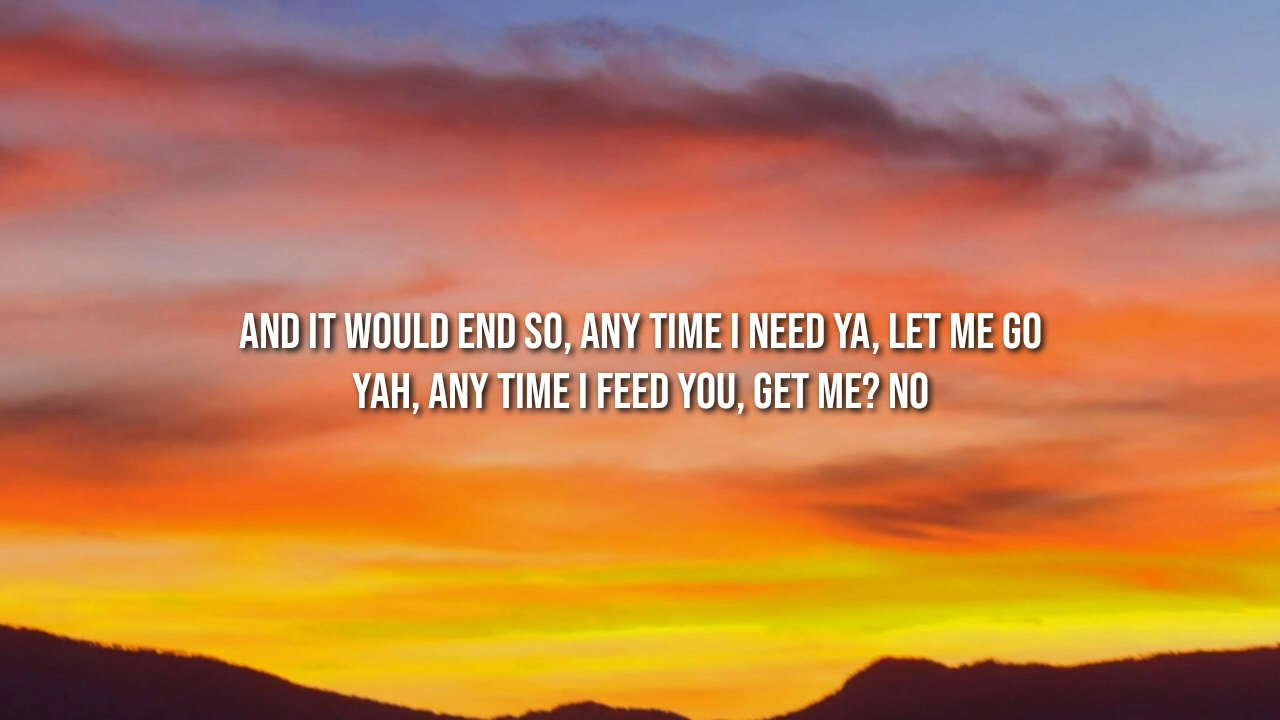 AND IT WOULD END SO, ANY TIME I NEED YA, LET ME GO
YAH, ANY TIME I FEED YOU, GET ME? NO